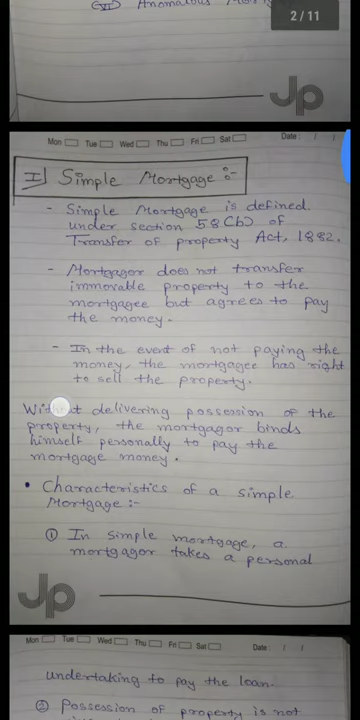 (VII) Anomalous
2 / 11
Jp
Mon Tue Wed Thu Fri Sat Date : / /
I) Simple Mortgage :-
- Simple Mortgage is defined
under section 58(b) of
Transfer of property Act, 1882.
- Mortgagor does not transfer
immovable property to the
mortgagee but agrees to pay
the money.
- In the event of not paying the
money, the mortgagee has right
to sell the property.
Without delivering possession of the
property, the mortgagor binds
himself personally to pay the
mortgage money.
• Characteristics of a simple
Mortgage :-
① In simple mortgage, a
mortgagor takes a personal
Jp
Mon Tue Wed Thu Fri Sat Date : / /
undertaking to pay the loan.
② Possession of property is not